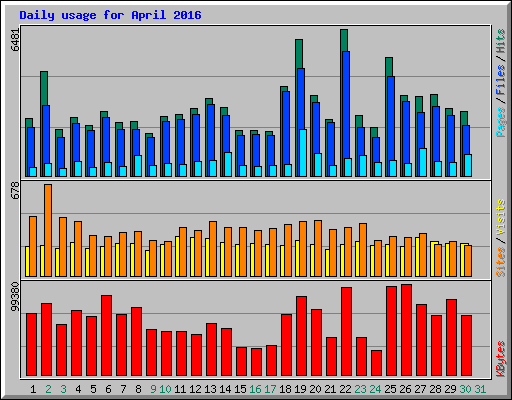 Daily usage for April 2016
6481
Pages / Files / Hits
678
Sites / Visits
99380
KBytes
1 2 3 4 5 6 7 8 9 10 11 12 13 14 15 16 17 18 19 20 21 22 23 24 25 26 27 28 29 30 31